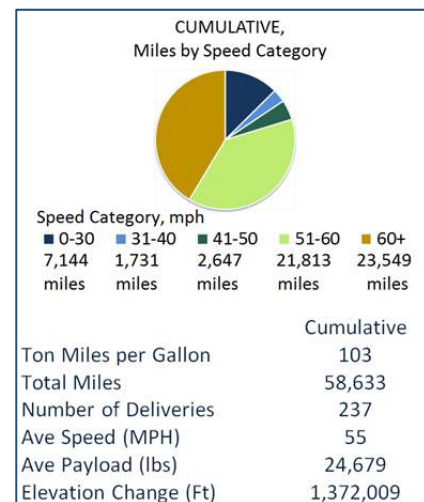 CUMULATIVE,
Miles by Speed Category
Speed Category, mph
0-30 31-40 41-50 51-60 60+
7,144 1,731 2,647 21,813 23,549
miles miles miles miles miles
Cumulative
Ton Miles per Gallon 103
Total Miles 58,633
Number of Deliveries 237
Ave Speed (MPH) 55
Ave Payload (lbs) 24,679
Elevation Change (Ft) 1,372,009